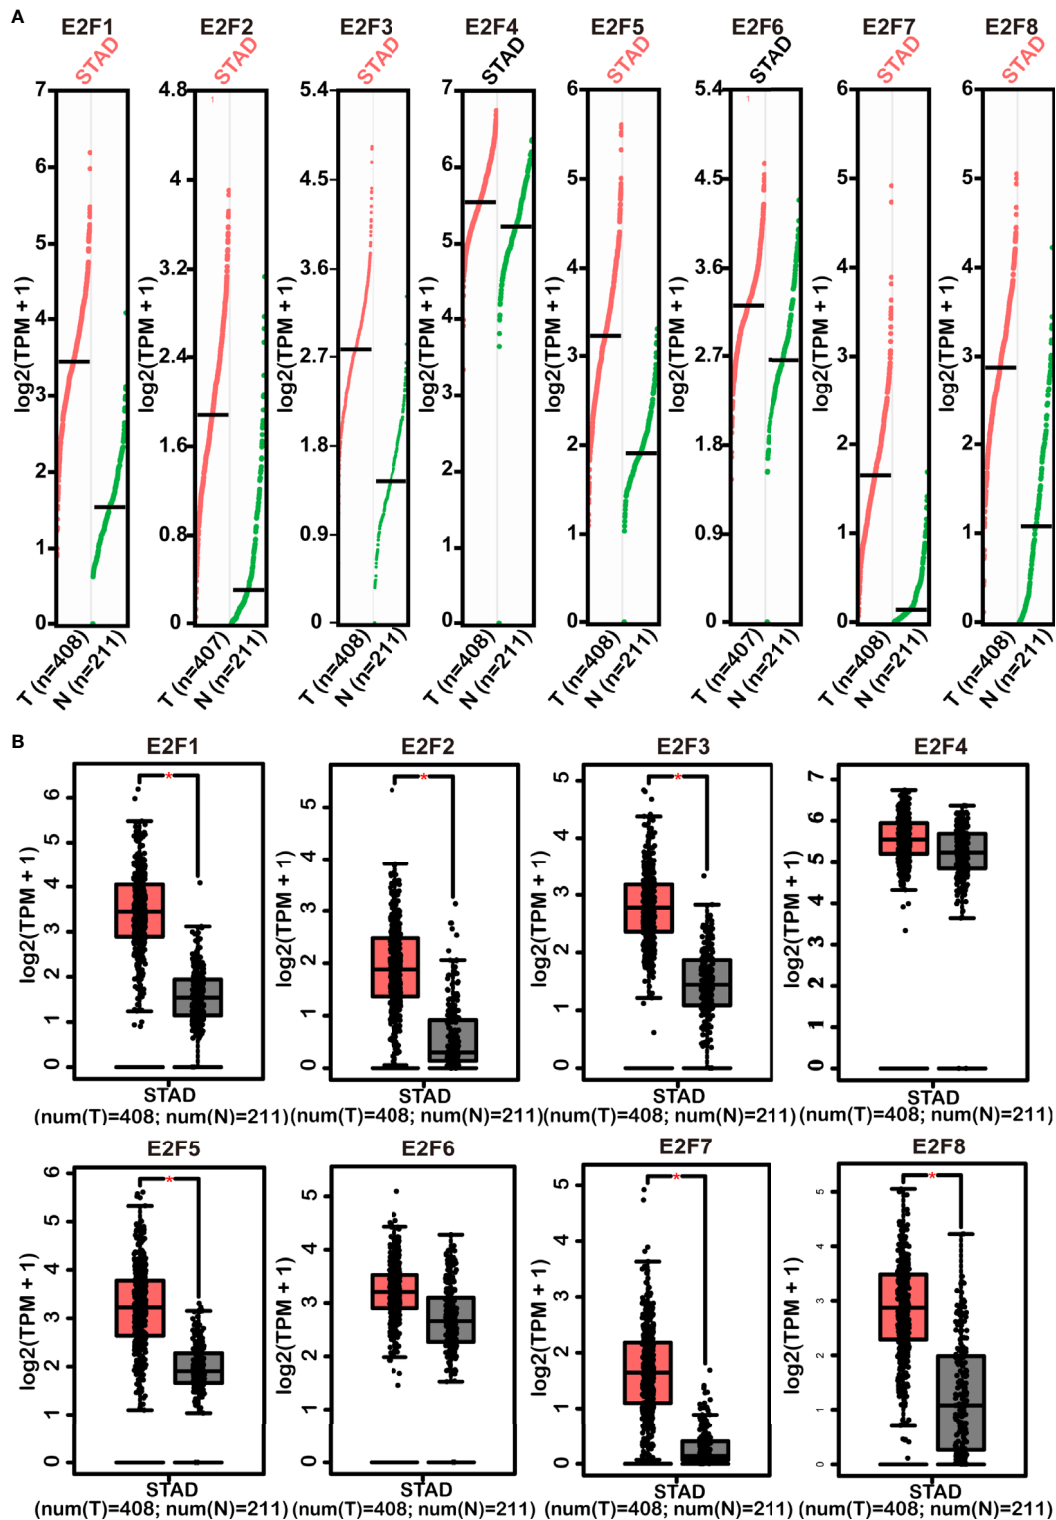 A
E2F1 E2F2 E2F3 E2F4 E2F5 E2F6 E2F7 E2F8
STAD STAD STAD STAD STAD STAD STAD STAD
log2(TPM + 1)
7
6
5
4
3
2
1
0
T (n=408)
N (n=211)
log2(TPM + 1)
4.8
4
3.2
2.4
1.6
0.8
0
T (n=407)
N (n=211)
log2(TPM + 1)
5.4
4.5
3.6
2.7
1.8
0.9
0
T (n=408)
N (n=211)
log2(TPM + 1)
7
6
5
4
3
2
1
0
T (n=408)
N (n=211)
log2(TPM + 1)
6
5
4
3
2
1
0
T (n=408)
N (n=211)
log2(TPM + 1)
5.4
4.5
3.6
2.7
1.8
0.9
0
T (n=407)
N (n=211)
log2(TPM + 1)
6
5
4
3
2
1
0
T (n=408)
N (n=211)
log2(TPM + 1)
6
5
4
3
2
1
0
T (n=408)
N (n=211)
B
E2F1
*
log2(TPM + 1)
6
5
4
3
2
1
0
STAD
(num(T)=408; num(N)=211)
E2F2
*
log2(TPM + 1)
5
4
3
2
1
0
STAD
(num(T)=408; num(N)=211)
E2F3
*
log2(TPM + 1)
5
4
3
2
1
0
STAD
(num(T)=408; num(N)=211)
E2F4
log2(TPM + 1)
7
6
5
4
3
2
1
0
STAD
(num(T)=408; num(N)=211)
E2F5
*
log2(TPM + 1)
6
5
4
3
2
1
0
STAD
(num(T)=408; num(N)=211)
E2F6
log2(TPM + 1)
5
4
3
2
1
0
STAD
(num(T)=408; num(N)=211)
E2F7
*
log2(TPM + 1)
5
4
3
2
1
0
STAD
(num(T)=408; num(N)=211)
E2F8
*
log2(TPM + 1)
5
4
3
2
1
0
STAD
(num(T)=408; num(N)=211)